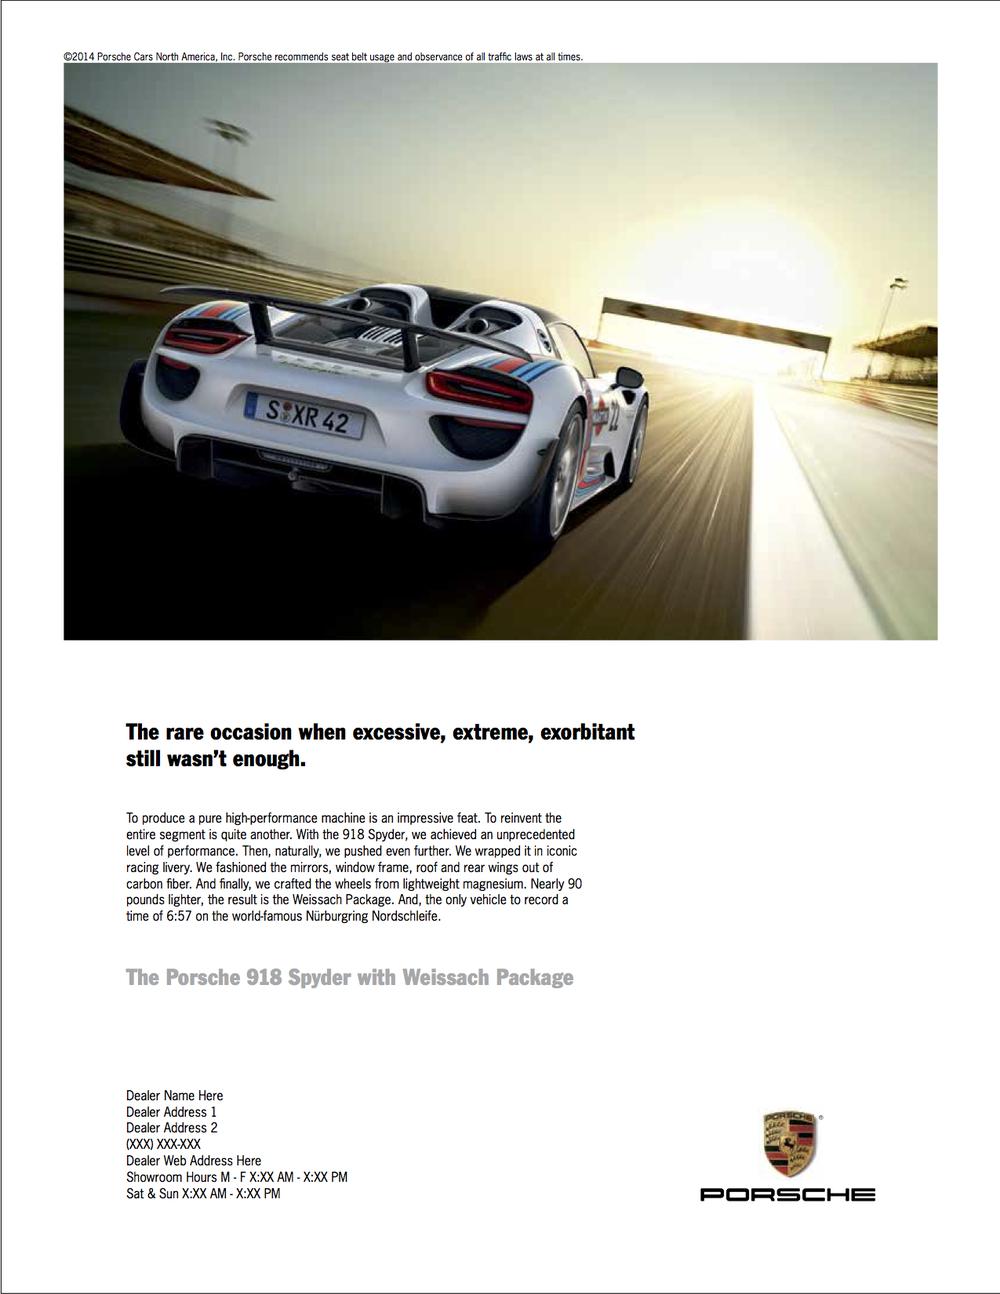 ©2014 Porsche Cars North America, Inc. Porsche recommends seat belt usage and observance of all traffic laws at all times.
S XR 42
22
The rare occasion when excessive, extreme, exorbitant
still wasn't enough.
To produce a pure high-performance machine is an impressive feat. To reinvent the
entire segment is quite another. With the 918 Spyder, we achieved an unprecedented
level of performance. Then, naturally, we pushed even further. We wrapped it in iconic
racing livery. We fashioned the mirrors, window frame, roof and rear wings out of
carbon fiber. And finally, we crafted the wheels from lightweight magnesium. Nearly 90
pounds lighter, the result is the Weissach Package. And, the only vehicle to record a
time of 6:57 on the world-famous Nürburgring Nordschleife.
The Porsche 918 Spyder with Weissach Package
Dealer Name Here
Dealer Address 1
Dealer Address 2
(XXX) XXX-XXX
Dealer Web Address Here
Showroom Hours M - F X:XX AM - X:XX PM
Sat & Sun X:XX AM - X:XX PM
PORSCHE
®
PORSCHE